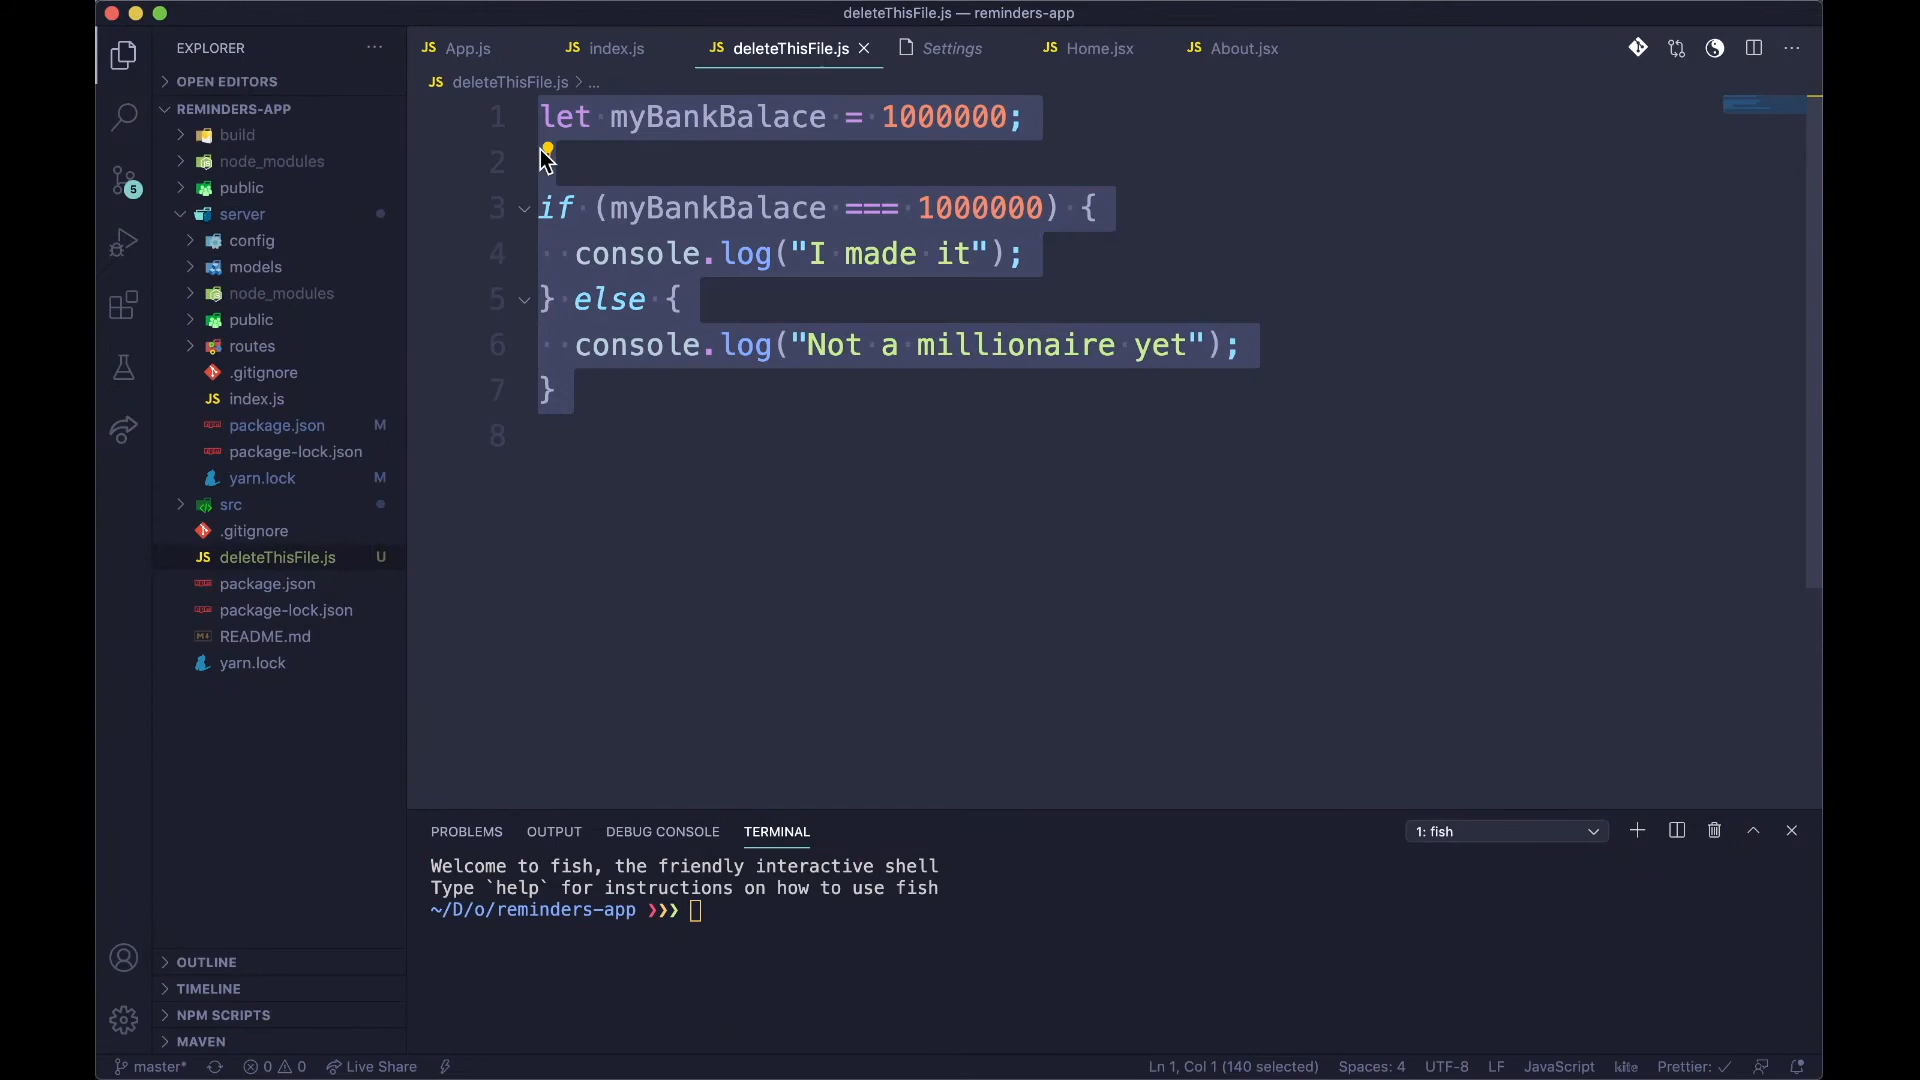 deleteThisFile.js — reminders-app
EXPLORER
JS App.js
JS index.js
JS deleteThisFile.js
Settings
JS Home.jsx
JS About.jsx
OPEN EDITORS
JS deleteThisFile.js > ...
REMINDERS-APP
build
node_modules
public
server
config
models
node_modules
public
routes
.gitignore
JS index.js
package.json M
package-lock.json
yarn.lock M
src
.gitignore
JS deleteThisFile.js U
package.json
package-lock.json
README.md
yarn.lock
5
1 let myBankBalace = 1000000;
2
3 if (myBankBalace === 1000000) {
4 console.log("I made it");
5 } else {
6 console.log("Not a millionaire yet");
7 }
8
PROBLEMS OUTPUT DEBUG CONSOLE TERMINAL
1: fish
Welcome to fish, the friendly interactive shell
Type `help` for instructions on how to use fish
~/D/o/reminders-app ❯❯❯
OUTLINE
TIMELINE
NPM SCRIPTS
MAVEN
master* 0 0 Live Share
Ln 1, Col 1 (140 selected) Spaces: 4 UTF-8 LF JavaScript kite Prettier: ✓